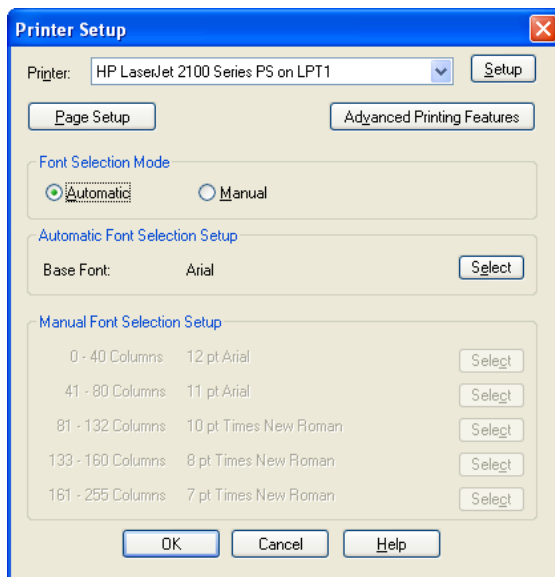 Printer Setup
Printer: HP LaserJet 2100 Series PS on LPT1 Setup
Page Setup Advanced Printing Features
Font Selection Mode
Automatic Manual
Automatic Font Selection Setup
Base Font: Arial Select
Manual Font Selection Setup
0 - 40 Columns 12 pt Arial Select
41 - 80 Columns 11 pt Arial Select
81 - 132 Columns 10 pt Times New Roman Select
133 - 160 Columns 8 pt Times New Roman Select
161 - 255 Columns 7 pt Times New Roman Select
OK Cancel Help